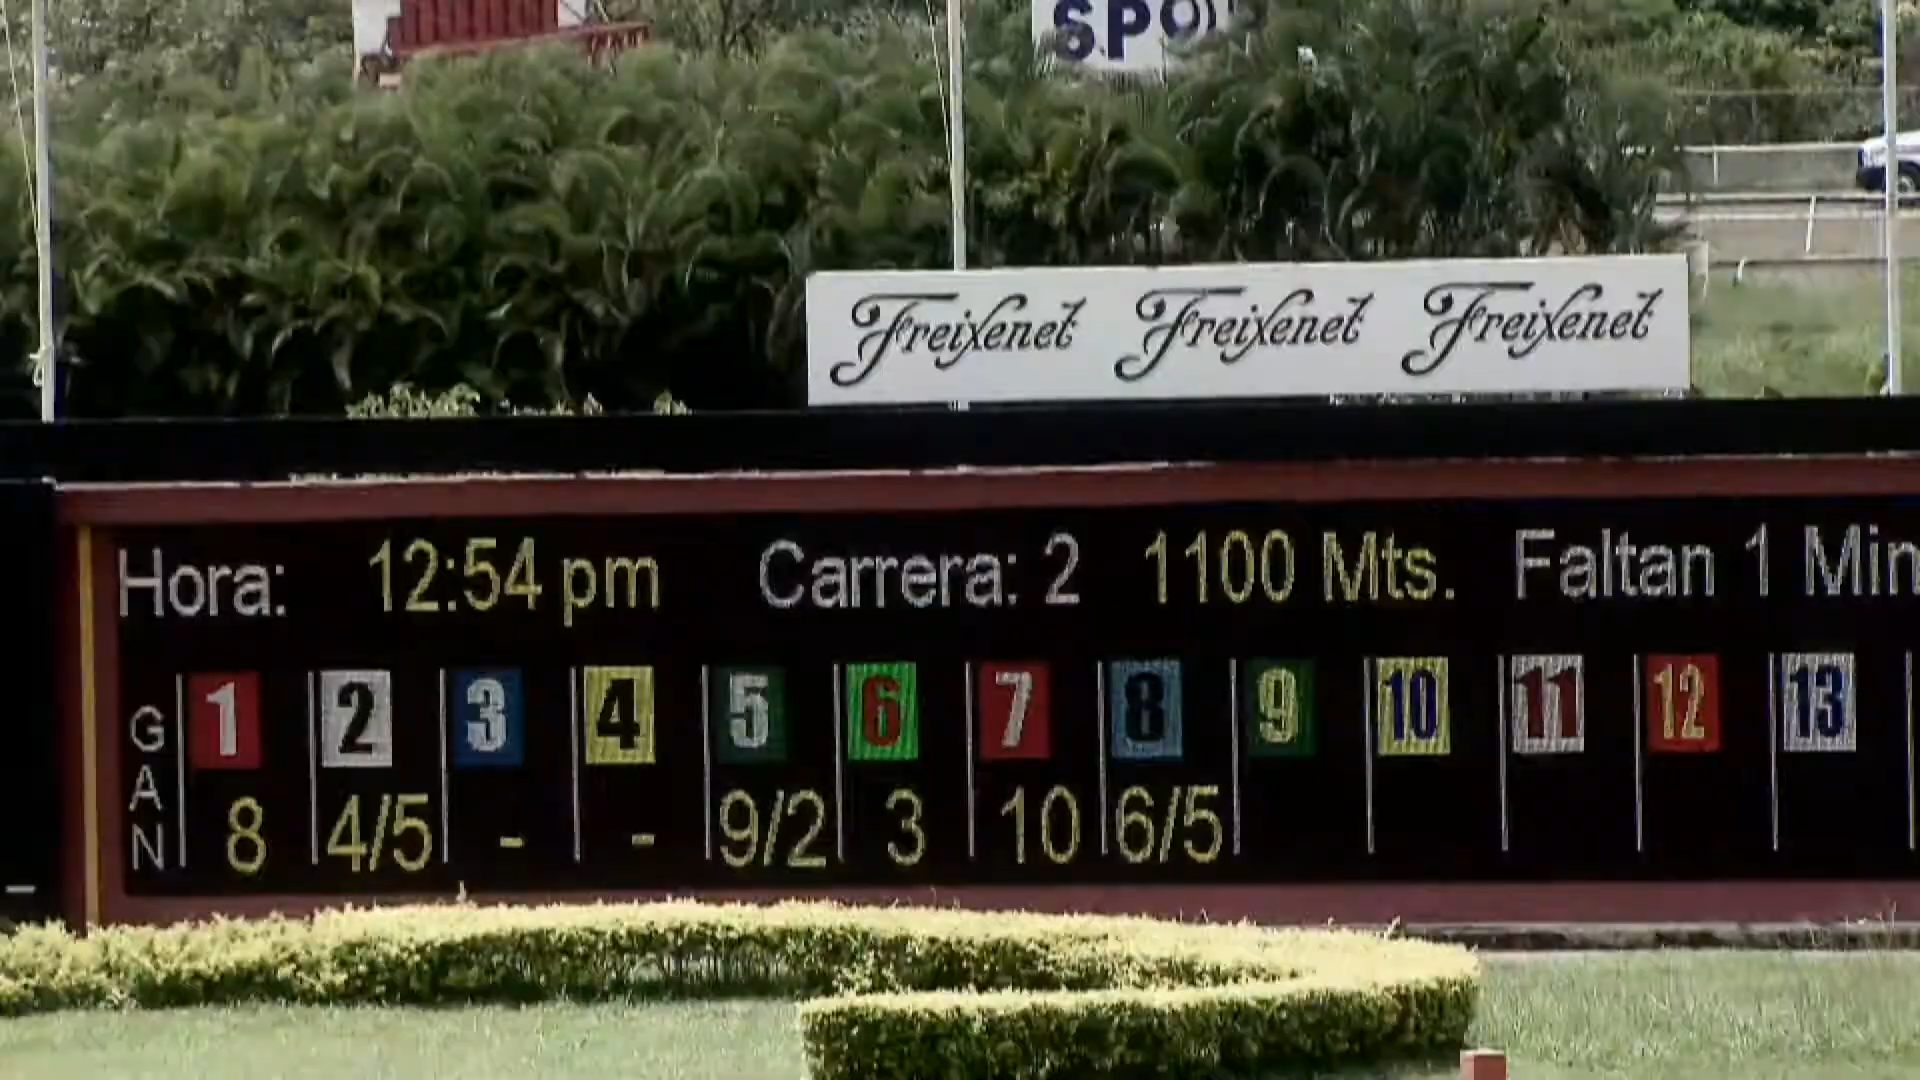 Freixenet Freixenet Freixenet
Hora: 12:54 pm Carrera: 2 1100 Mts. Faltan 1 Min
GAN
1 2 3 4 5 6 7 8 9 10 11 12 13
8 4/5 - - 9/2 3 10 6/5